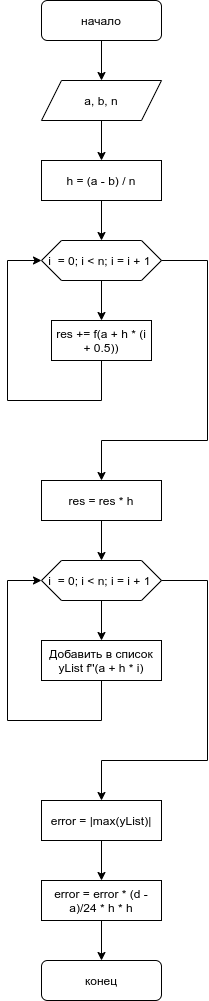 начало
a, b, n
h = (a - b) / n
i  = 0; i < n; i = i + 1
res += f(a + h * (i
+ 0.5))
res = res * h
i  = 0; i < n; i = i + 1
Добавить в список
yList f''(a + h * i)
error = |max(yList)|
error = error * (d -
a)/24 * h * h
конец